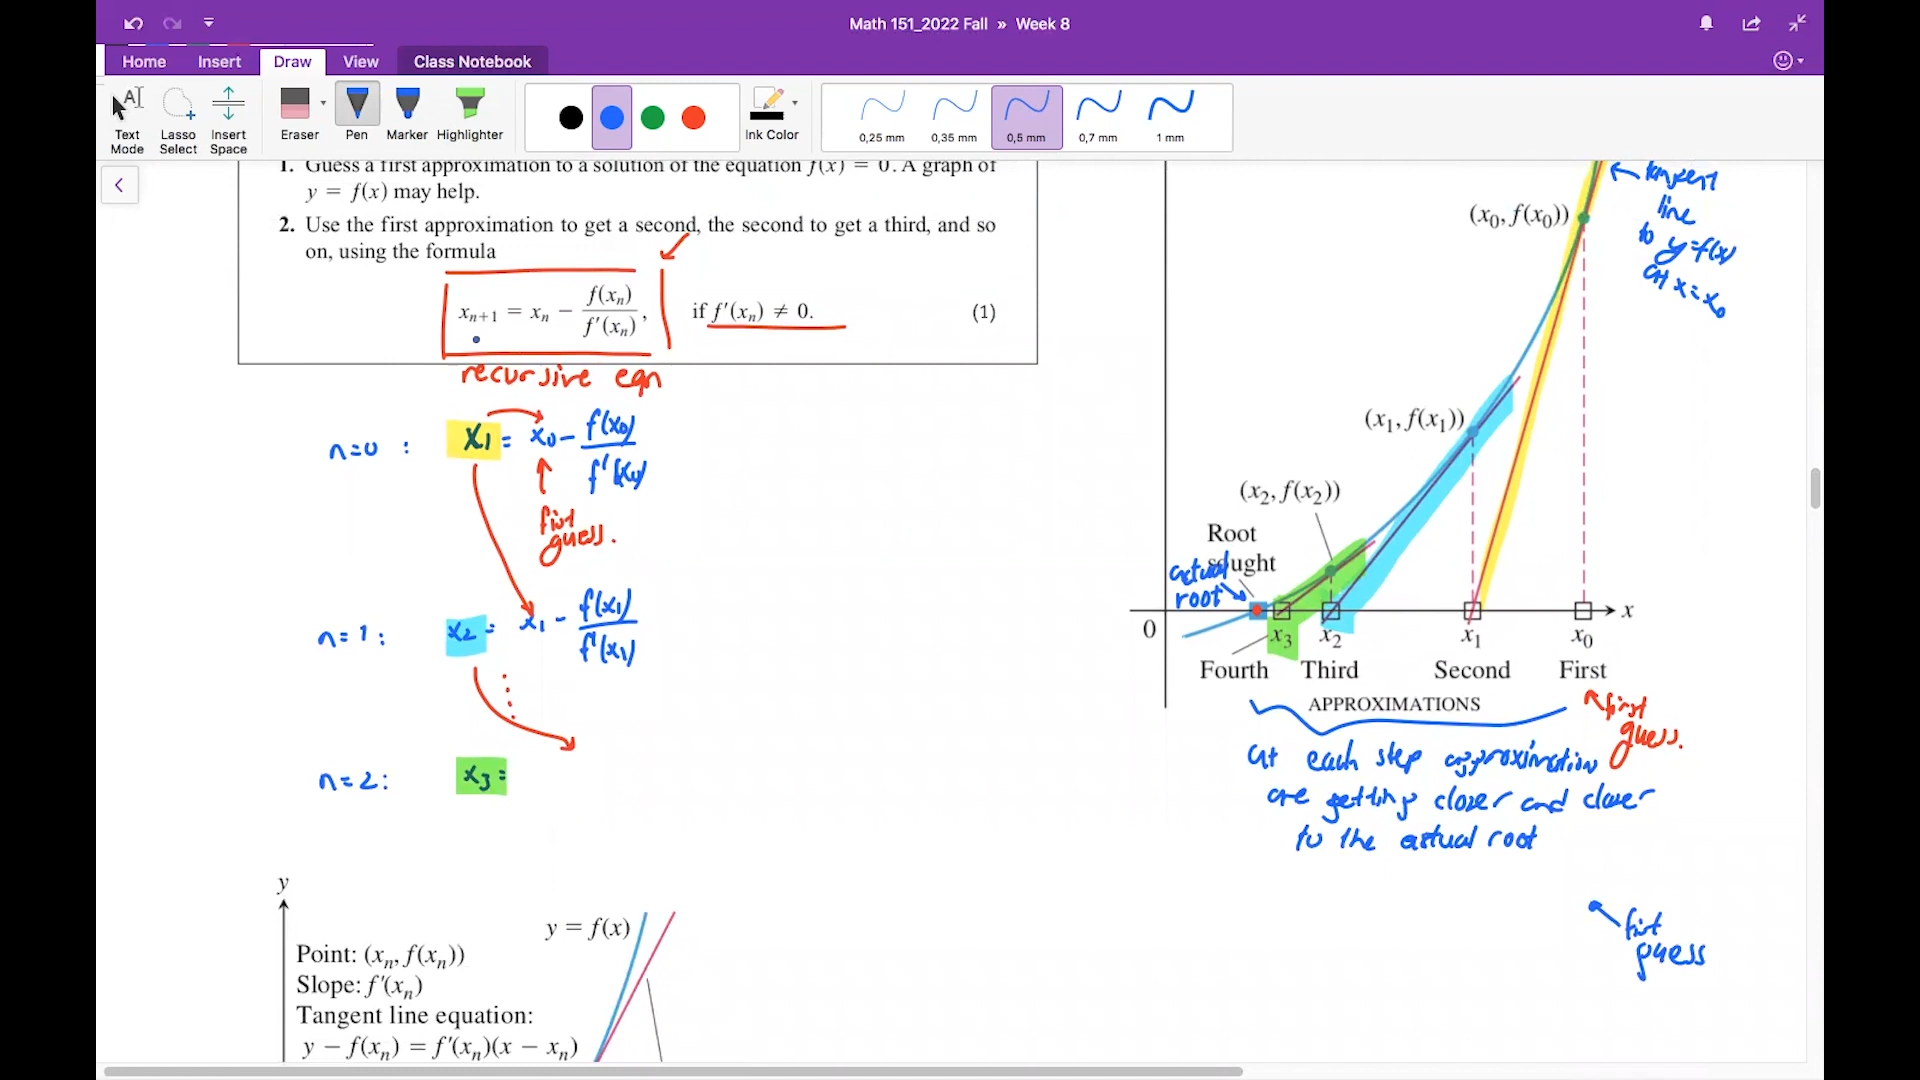 Math 151_2022 Fall » Week 8
Home Insert Draw View Class Notebook
Text Mode
Lasso Select
Insert Space
Eraser
Pen
Marker
Highlighter
Ink Color
0,25 mm
0,35 mm
0,5 mm
0,7 mm
1 mm
1. Guess a first approximation to a solution of the equation f(x) = 0. A graph of
y = f(x) may help.
2. Use the first approximation to get a second, the second to get a third, and so
on, using the formula
xₙ₊₁ = xₙ − f(xₙ)/f′(xₙ), if f′(xₙ) ≠ 0. (1)
recursive eqn
n=0 : x₁ = x₀ − f(x₀)/f′(x₀)
first
guess.
n=1: x₂ = x₁ − f(x₁)/f′(x₁)
n=2: x₃ =
y
y = f(x)
Point: (xₙ, f(xₙ))
Slope: f′(xₙ)
Tangent line equation:
y − f(xₙ) = f′(xₙ)(x − xₙ)
tangent
line
to y=f(x)
at x=x₀
(x₀, f(x₀))
(x₁, f(x₁))
(x₂, f(x₂))
Root
sought
actual
root
0 x₃ x₂ x₁ x₀ x
Fourth Third Second First
APPROXIMATIONS
first
guess.
at each step approximation
are getting closer and closer
to the actual root
first
guess